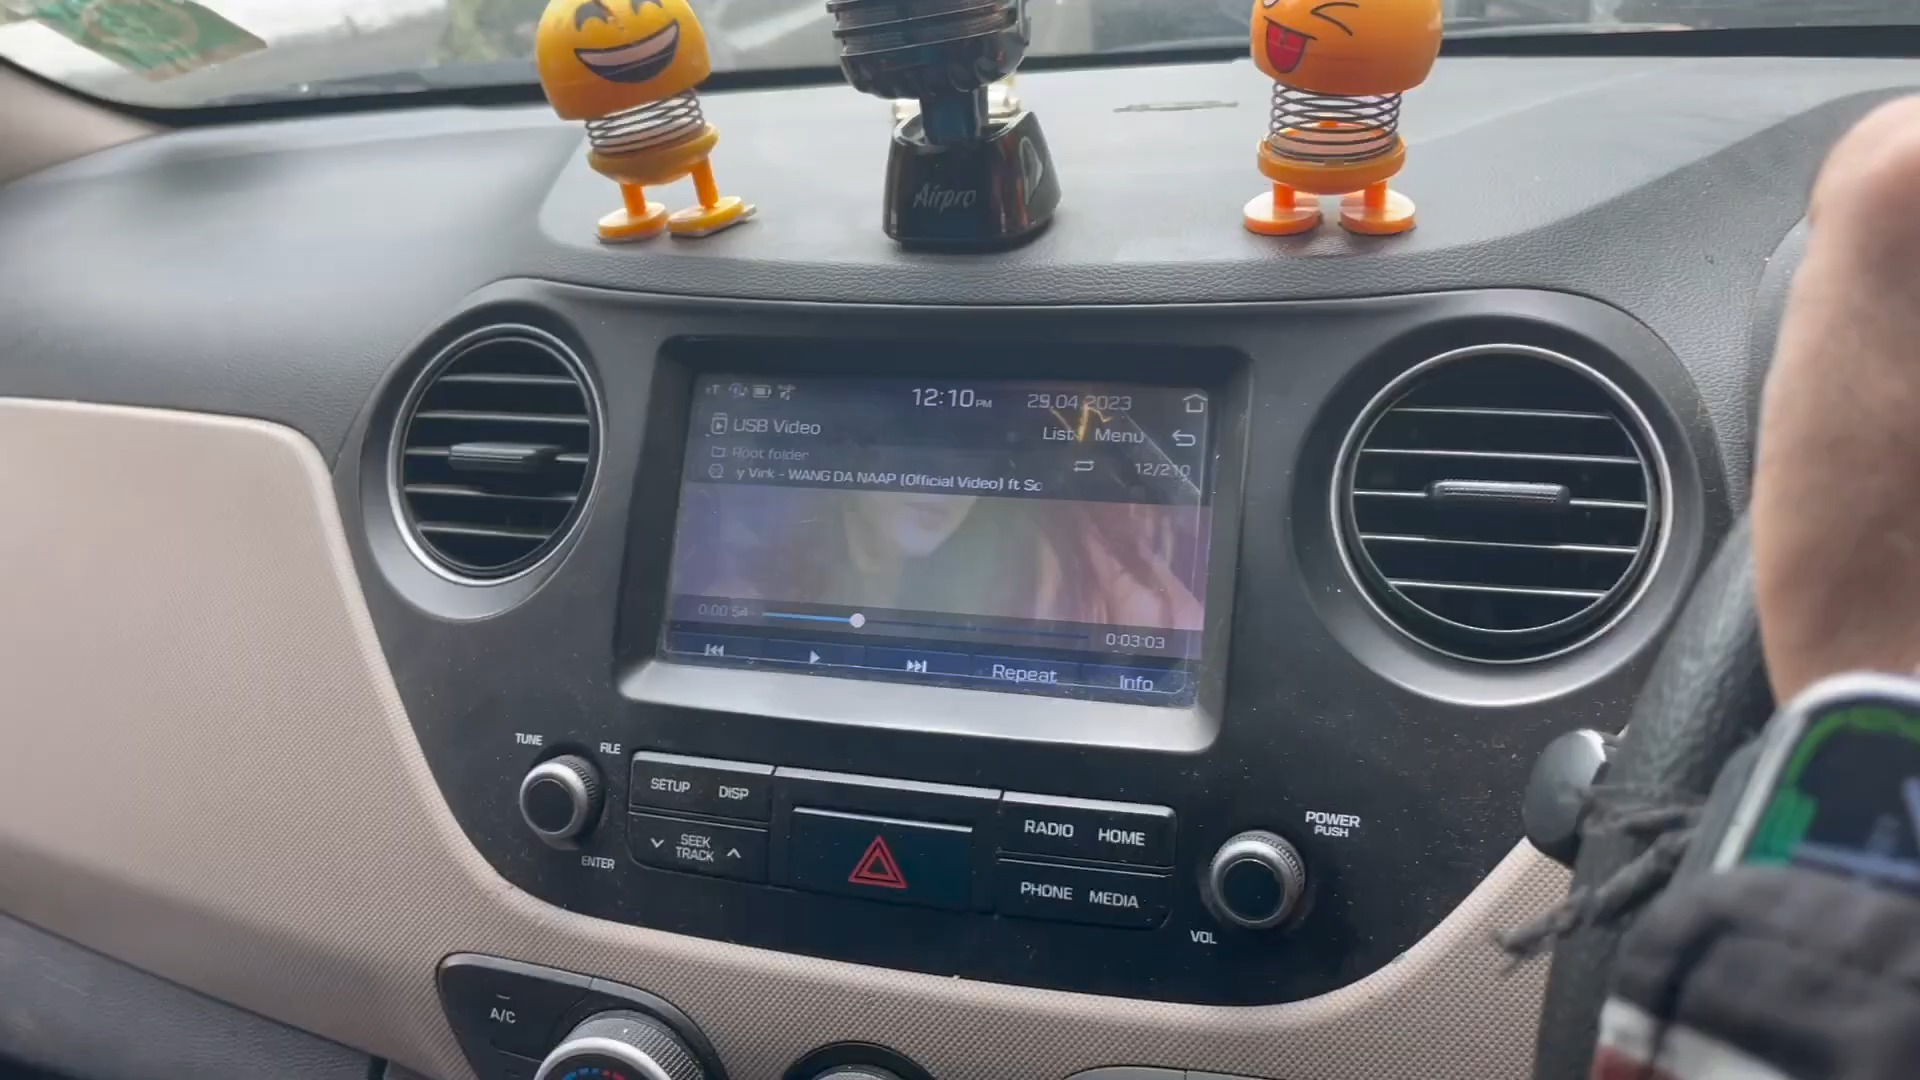 Airpro
12:10 PM 29.04.2023
USB Video
List Menu
Root folder
12/210
y Virk - WANG DA NAAP (Official Video) ft So
0:00:54
0:03:03
Repeat
Info
TUNE
FILE
ENTER
SETUP DISP
SEEK
TRACK
RADIO HOME
PHONE MEDIA
POWER
PUSH
VOL
A/C